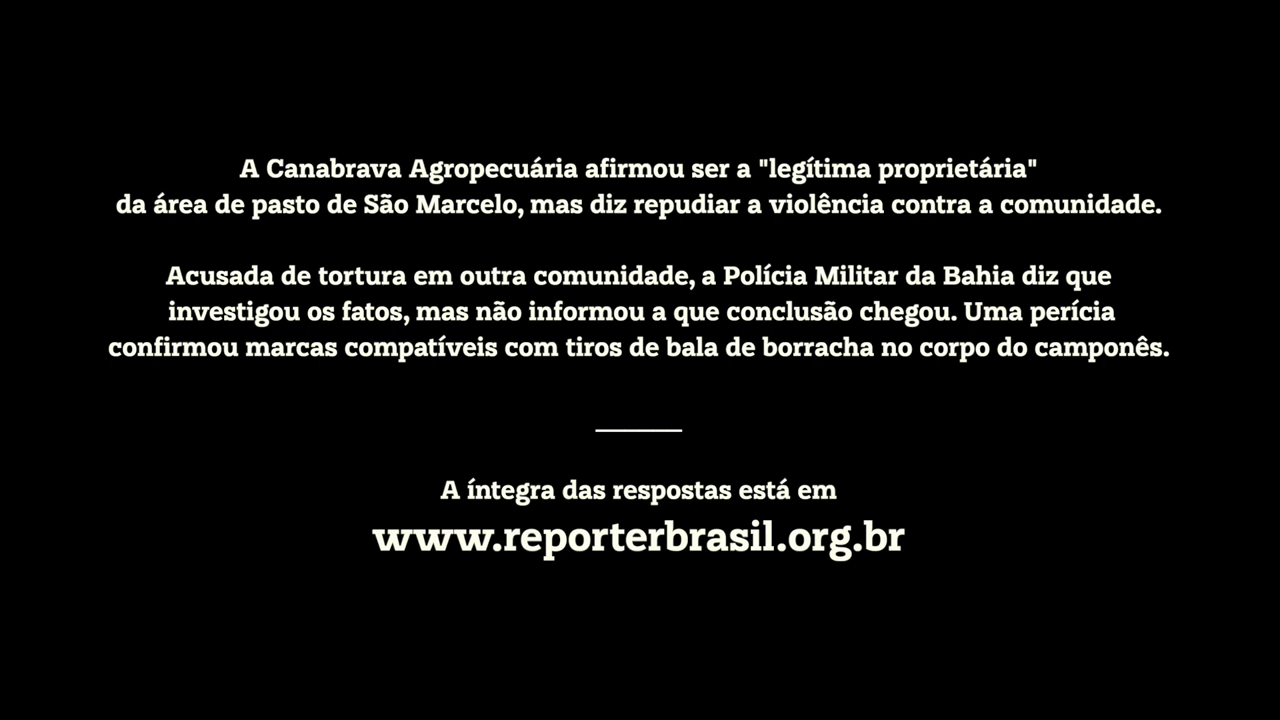 A Canabrava Agropecuária afirmou ser a "legítima proprietária"
da área de pasto de São Marcelo, mas diz repudiar a violência contra a comunidade.
Acusada de tortura em outra comunidade, a Polícia Militar da Bahia diz que
investigou os fatos, mas não informou a que conclusão chegou. Uma perícia
confirmou marcas compatíveis com tiros de bala de borracha no corpo do camponês.
A íntegra das respostas está em
www.reporterbrasil.org.br